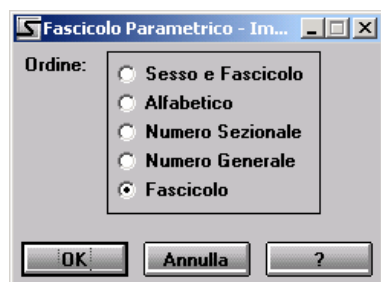 Fascicolo Parametrico - Im...
Ordine:
Sesso e Fascicolo
Alfabetico
Numero Sezionale
Numero Generale
Fascicolo
OK Annulla ?